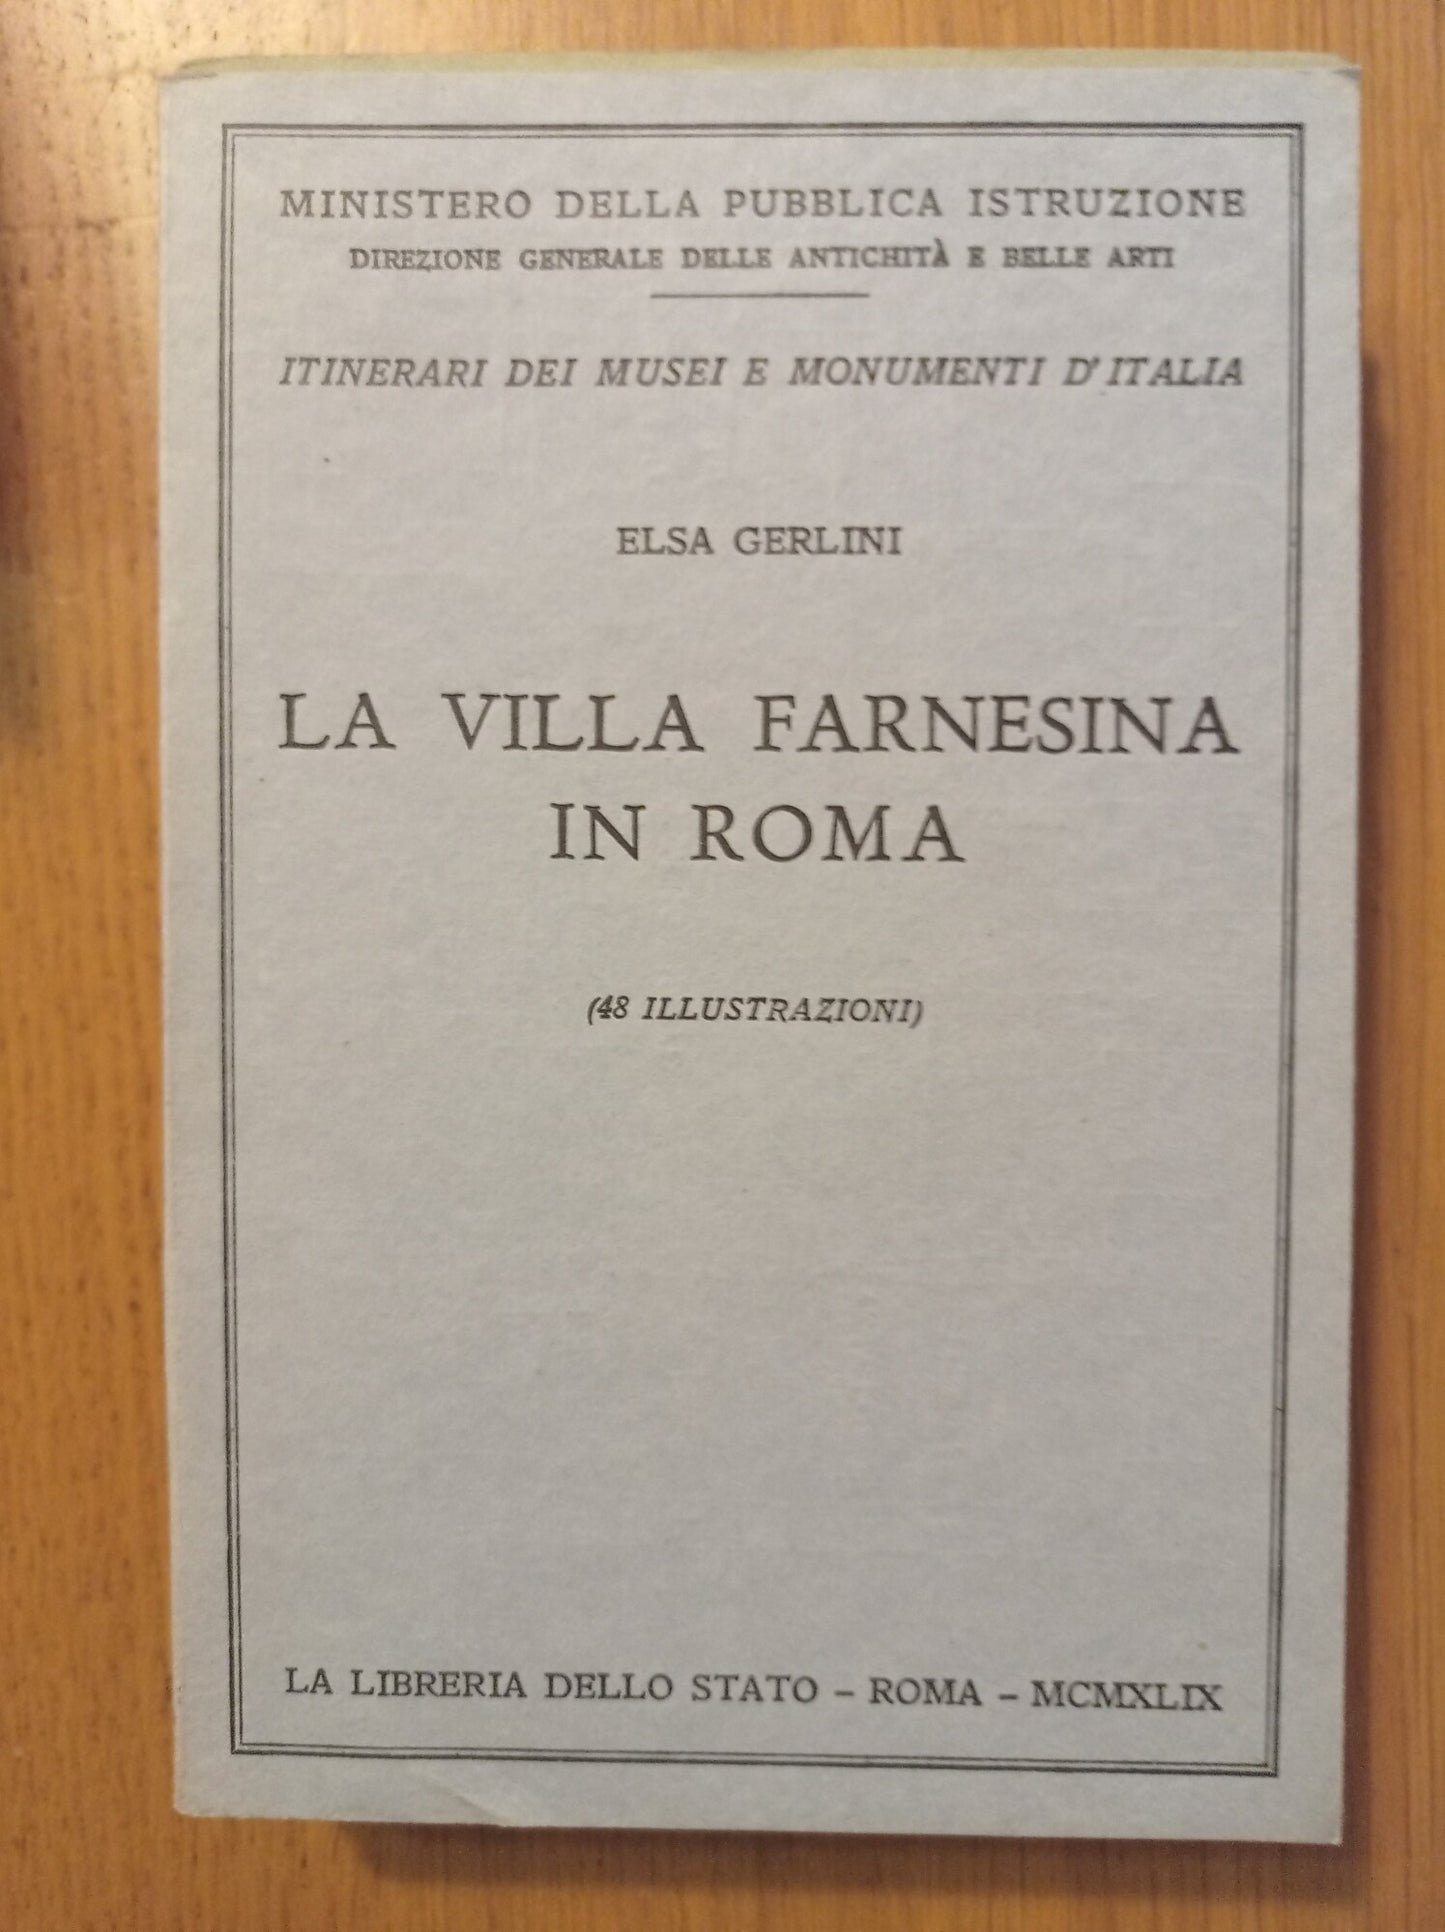 MINISTERO DELLA PUBBLICA ISTRUZIONE
DIREZIONE GENERALE DELLE ANTICHITÀ E BELLE ARTI
ITINERARI DEI MUSEI E MONUMENTI D'ITALIA
ELSA GERLINI
LA VILLA FARNESINA
IN ROMA
(48 ILLUSTRAZIONI)
LA LIBRERIA DELLO STATO – ROMA – MCMXLIX